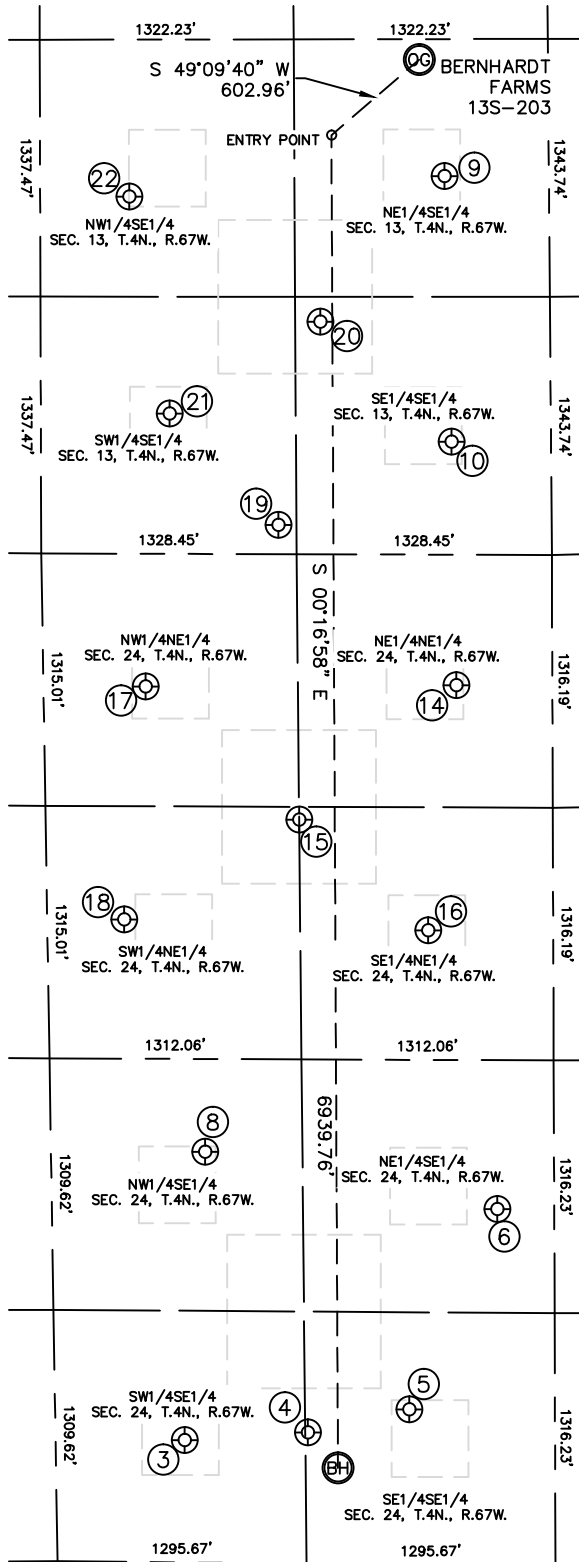 1322.23'
1322.23'
S 49°09'40" W
602.96'
OG
BERNHARDT
FARMS
13S-203
ENTRY POINT
1337.47'
1343.74'
22
9
NW1/4SE1/4
SEC. 13, T.4N., R.67W.
NE1/4SE1/4
SEC. 13, T.4N., R.67W.
20
1337.47'
1343.74'
21
SW1/4SE1/4
SEC. 13, T.4N., R.67W.
SE1/4SE1/4
SEC. 13, T.4N., R.67W.
10
19
1328.45'
1328.45'
S 00°16'58" E
NW1/4NE1/4
SEC. 24, T.4N., R.67W.
NE1/4NE1/4
SEC. 24, T.4N., R.67W.
1315.01'
1316.19'
17
14
15
18
16
1315.01'
1316.19'
SW1/4NE1/4
SEC. 24, T.4N., R.67W.
SE1/4NE1/4
SEC. 24, T.4N., R.67W.
1312.06'
1312.06'
6939.76'
8
NW1/4SE1/4
SEC. 24, T.4N., R.67W.
NE1/4SE1/4
SEC. 24, T.4N., R.67W.
1309.62'
1316.23'
6
5
4
SW1/4SE1/4
SEC. 24, T.4N., R.67W.
1309.62'
1316.23'
3
BH
SE1/4SE1/4
SEC. 24, T.4N., R.67W.
1295.67'
1295.67'